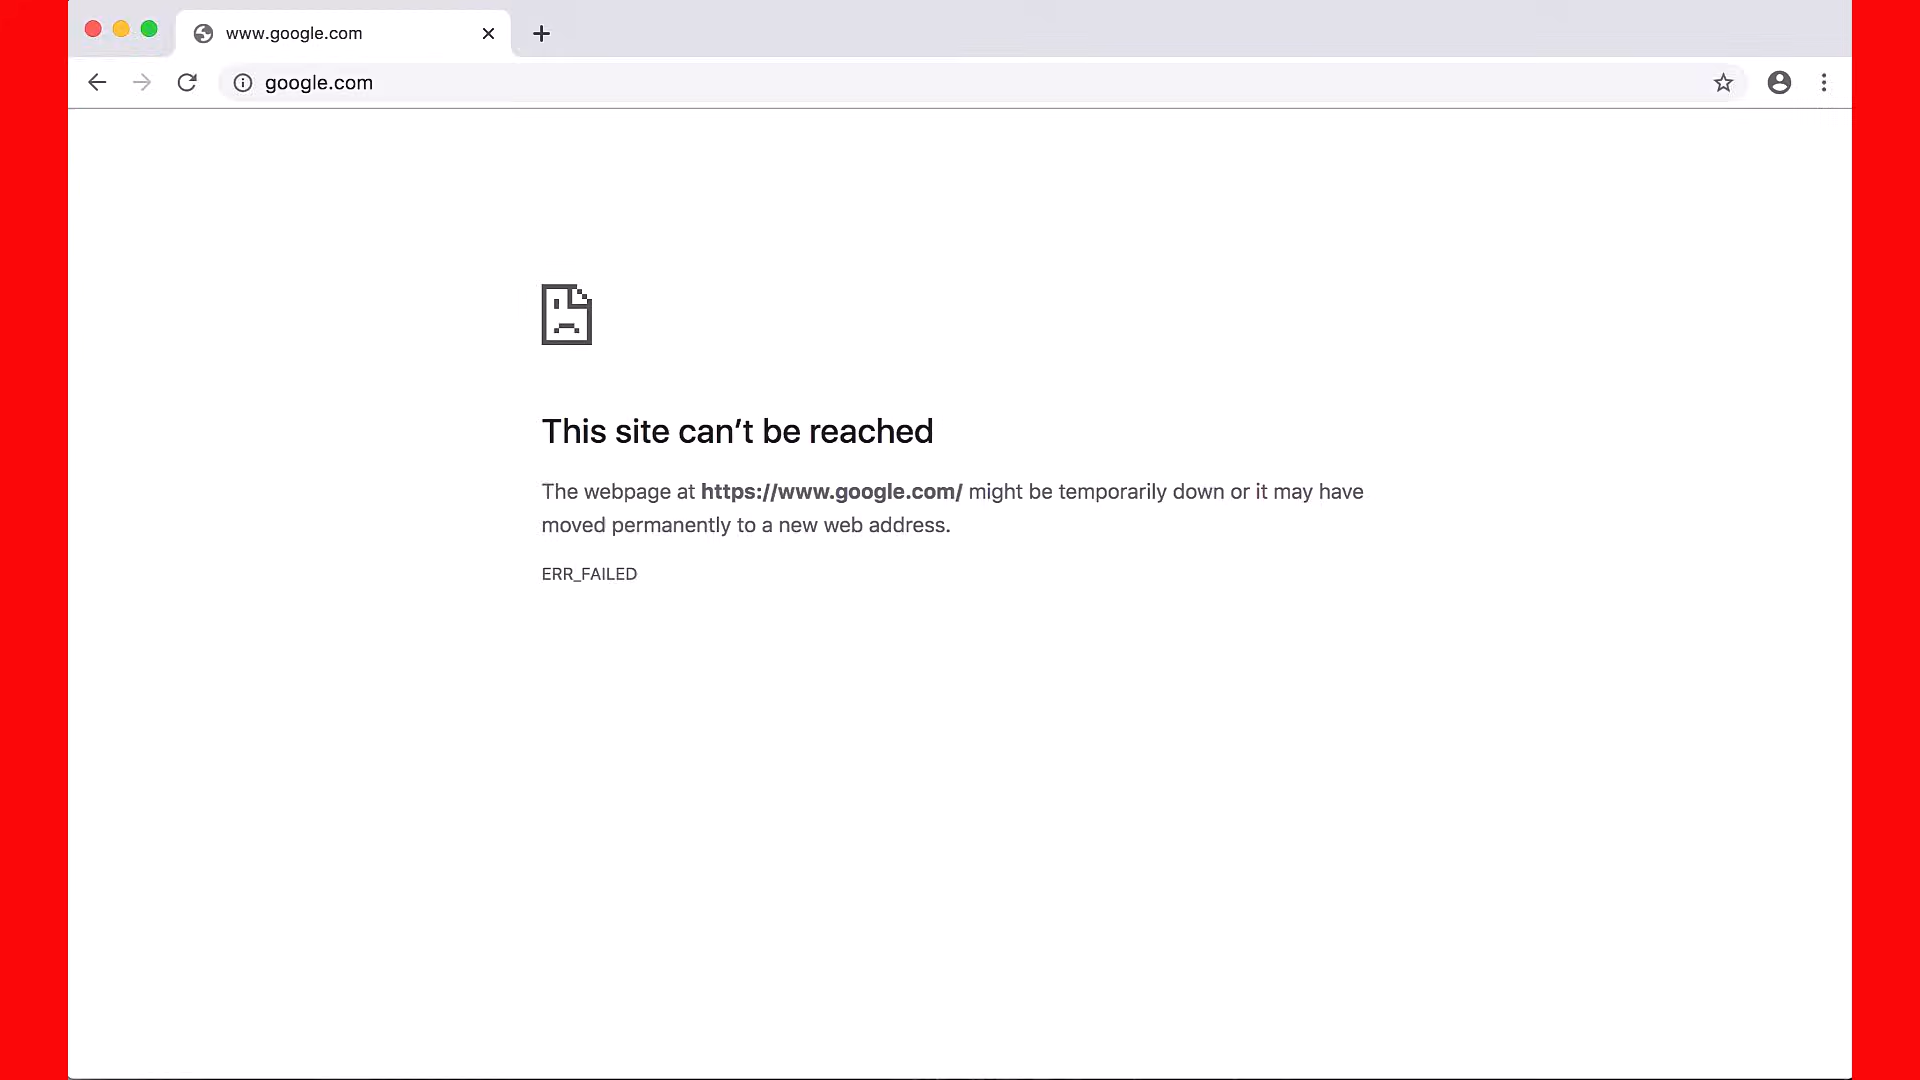 www.google.com
google.com
This site can’t be reached
The webpage at https://www.google.com/ might be temporarily down or it may have
moved permanently to a new web address.
ERR_FAILED